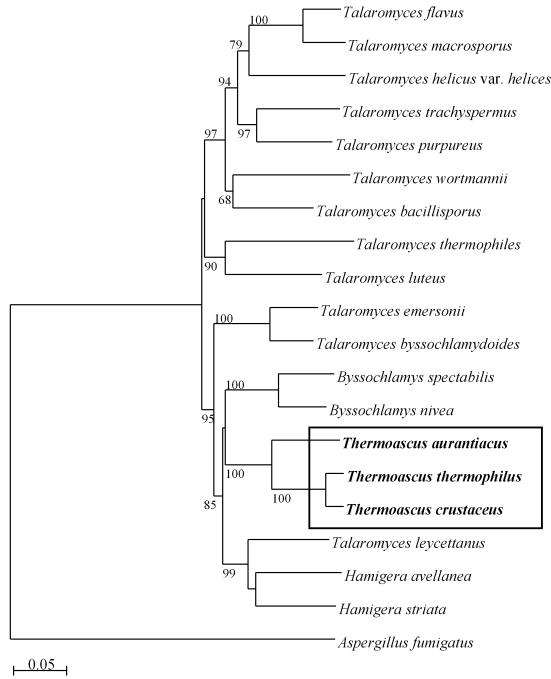 100
Talaromyces flavus
79
Talaromyces macrosporus
94
Talaromyces helicus var. helices
Talaromyces trachyspermus
97
97
Talaromyces purpureus
Talaromyces wortmannii
68
Talaromyces bacillisporus
Talaromyces thermophiles
90
Talaromyces luteus
Talaromyces emersonii
100
Talaromyces byssochlamydoides
Byssochlamys spectabilis
100
Byssochlamys nivea
95
Thermoascus aurantiacus
100
Thermoascus thermophilus
100
85
Thermoascus crustaceus
Talaromyces leycettanus
99
Hamigera avellanea
Hamigera striata
Aspergillus fumigatus
0.05